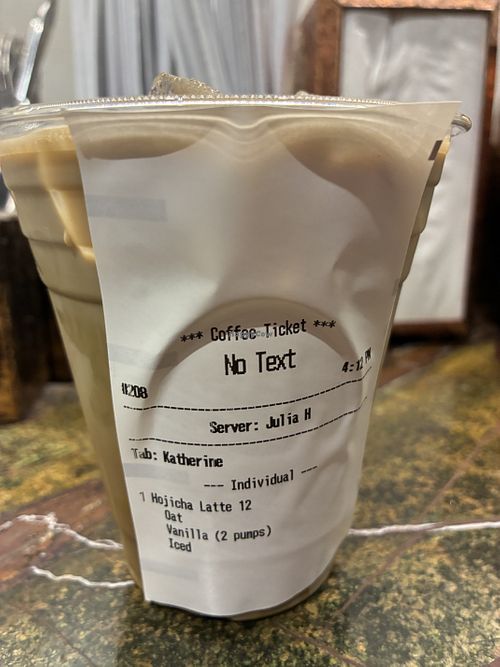 *** Coffee Ticket ***
No Text
#208
Server: Julia H
Tab: Katherine
--- Individual ---
1 Hojicha Latte 12
Oat
Vanilla (2 pumps)
Iced